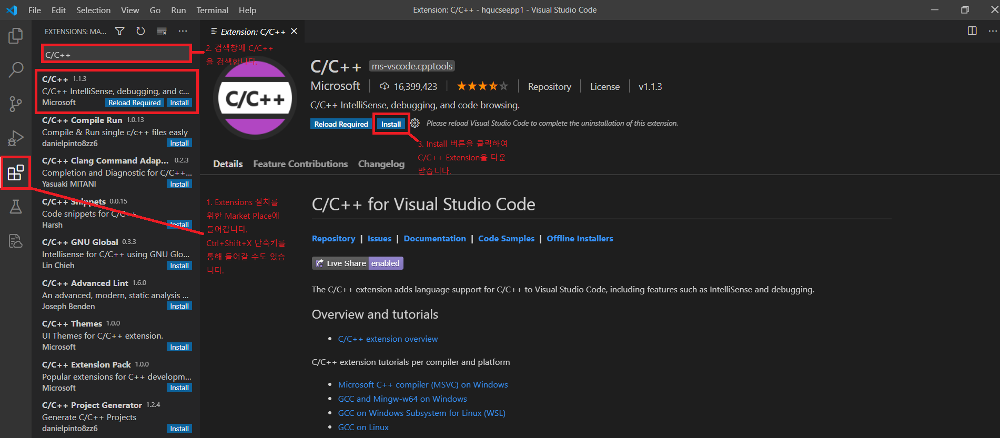 File Edit Selection View Go Run Terminal Help
Extension: C/C++ - hgucseepp1 - Visual Studio Code
EXTENSIONS: MA...
C/C++
C/C++ 1.1.3
C/C++ IntelliSense, debugging, and c...
Microsoft Reload Required Install
C/C++ Compile Run 1.0.13
Compile & Run single c/c++ files easly
danielpinto8zz6 Install
C/C++ Clang Command Adap... 0.2.3
Completion and Diagnostic for C/C++...
Yasuaki MITANI Install
C/C++ Snippets 0.0.15
Code snippets for C/C++
Harsh Install
C/C++ GNU Global 0.3.3
Intellisense for C/C++ using GNU Glo...
Lin Chieh Install
C/C++ Advanced Lint 1.6.0
An advanced, modern, static analysis ...
Joseph Benden Install
C/C++ Themes 1.0.0
UI Themes for C/C++ extension.
Microsoft Install
C/C++ Extension Pack 1.0.0
Popular extensions for C++ developm...
Microsoft Install
C/C++ Project Generator 1.2.4
Generate C/C++ Projects
danielpinto8zz6 Install
Extension: C/C++
2. 검색창에 C/C++
을 검색합니다.
C/C++
C/C++ ms-vscode.cpptools
Microsoft 16,399,423 Repository License v1.1.3
C/C++ IntelliSense, debugging, and code browsing.
Reload Required Install Please reload Visual Studio Code to complete the uninstallation of this extension.
3. Install 버튼을 클릭하여
C/C++ Extension을 다운
받습니다.
Details Feature Contributions Changelog
1. Extensions 설치를
위한 Market Place에
들어갑니다.
Ctrl+Shift+X 단축키를
통해 들어갈 수도 있습
니다.
C/C++ for Visual Studio Code
Repository | Issues | Documentation | Code Samples | Offline Installers
Live Share enabled
The C/C++ extension adds language support for C/C++ to Visual Studio Code, including features such as IntelliSense and debugging.
Overview and tutorials
• C/C++ extension overview
C/C++ extension tutorials per compiler and platform
• Microsoft C++ compiler (MSVC) on Windows
• GCC and Mingw-w64 on Windows
• GCC on Windows Subsystem for Linux (WSL)
• GCC on Linux